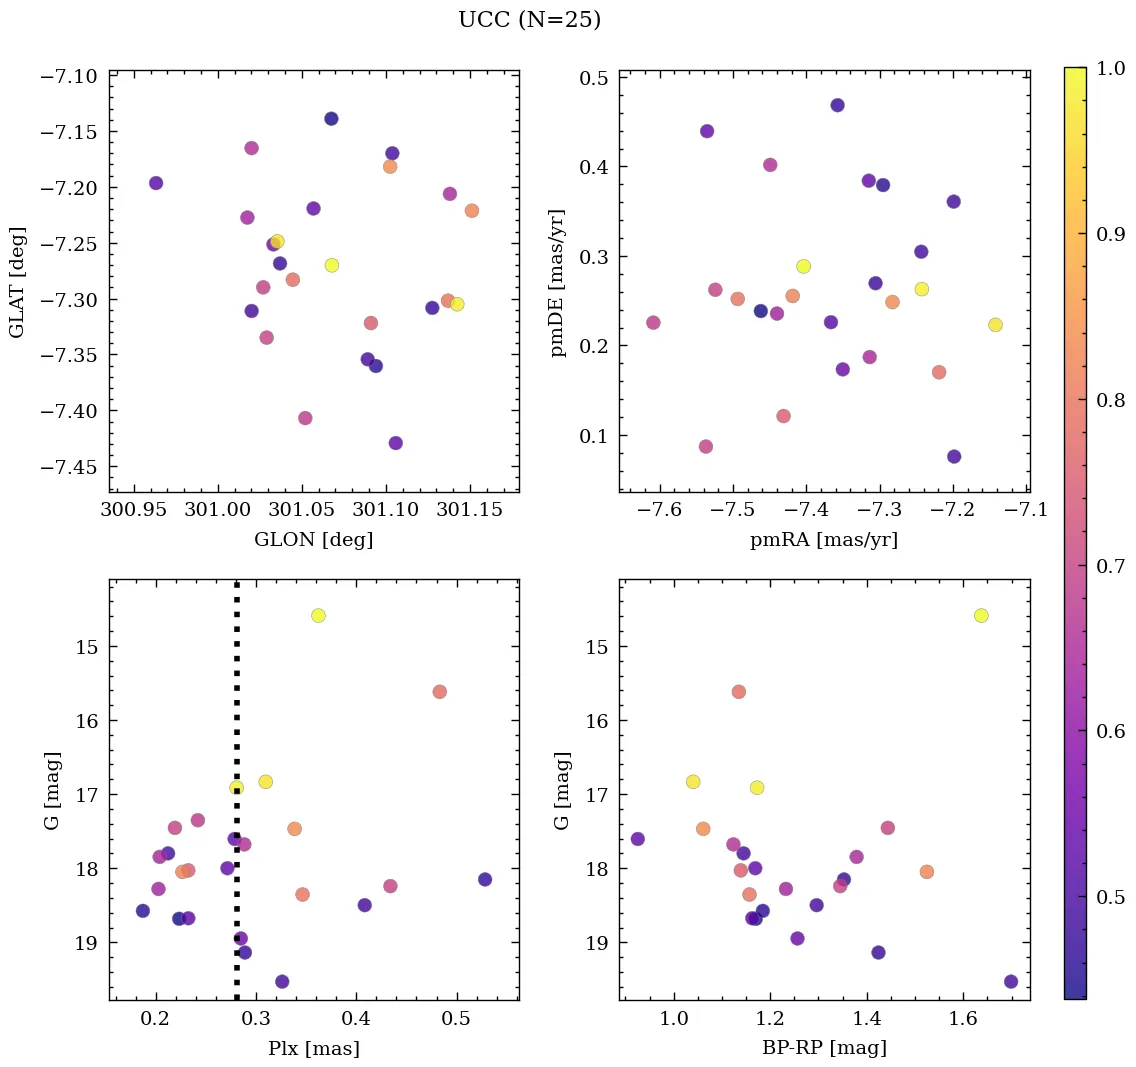 UCC (N=25)
−7.10
−7.15
−7.20
−7.25
−7.30
−7.35
−7.40
−7.45
GLAT [deg]
300.95 301.00 301.05 301.10 301.15
GLON [deg]
0.5
0.4
0.3
0.2
0.1
pmDE [mas/yr]
−7.6 −7.5 −7.4 −7.3 −7.2 −7.1
pmRA [mas/yr]
1.0
0.9
0.8
0.7
0.6
0.5
15
16
17
18
19
G [mag]
0.2 0.3 0.4 0.5
Plx [mas]
15
16
17
18
19
G [mag]
1.0 1.2 1.4 1.6
BP-RP [mag]